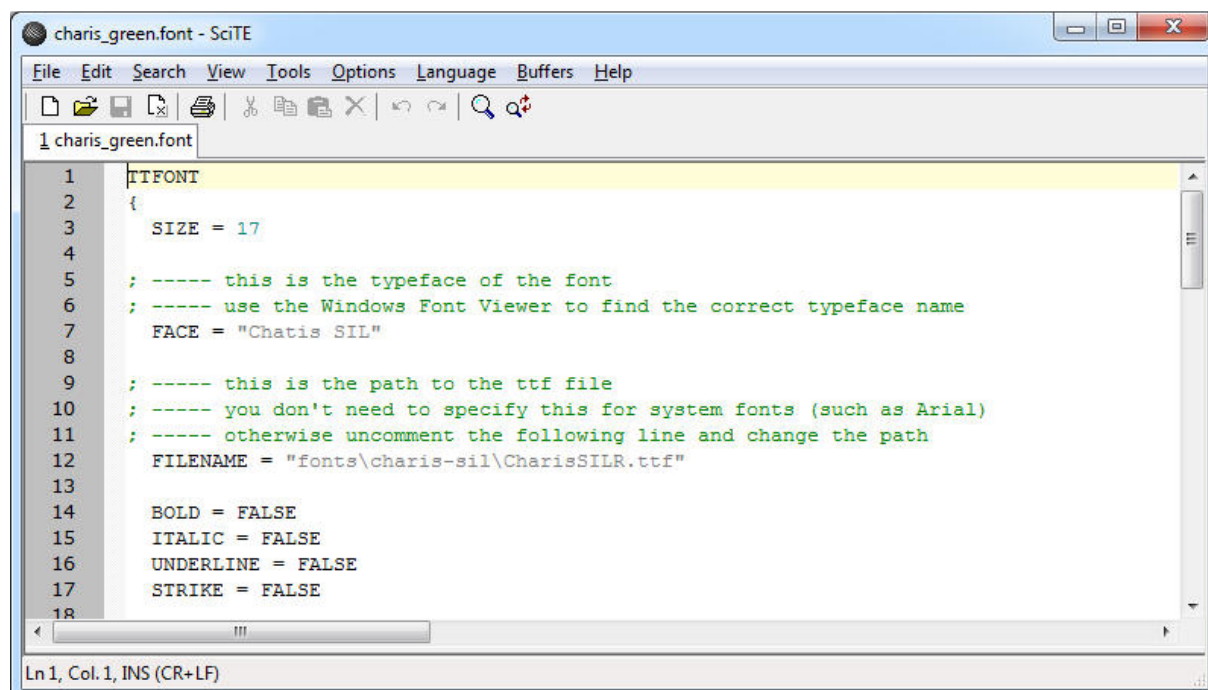 charis_green.font - SciTE
File Edit Search View Tools Options Language Buffers Help
1 charis_green.font
1 TTFONT
2 {
3 SIZE = 17
4
5 ; ----- this is the typeface of the font
6 ; ----- use the Windows Font Viewer to find the correct typeface name
7 FACE = "Chatis SIL"
8
9 ; ----- this is the path to the ttf file
10 ; ----- you don't need to specify this for system fonts (such as Arial)
11 ; ----- otherwise uncomment the following line and change the path
12 FILENAME = "fonts\charis-sil\CharisSILR.ttf"
13
14 BOLD = FALSE
15 ITALIC = FALSE
16 UNDERLINE = FALSE
17 STRIKE = FALSE
18
Ln 1, Col. 1, INS (CR+LF)